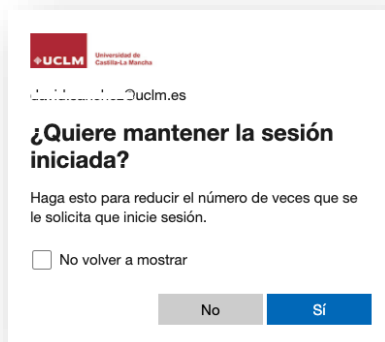 UCLM
Universidad de
Castilla-La Mancha
@uclm.es
¿Quiere mantener la sesión
iniciada?
Haga esto para reducir el número de veces que se
le solicita que inicie sesión.
No volver a mostrar
No
Sí